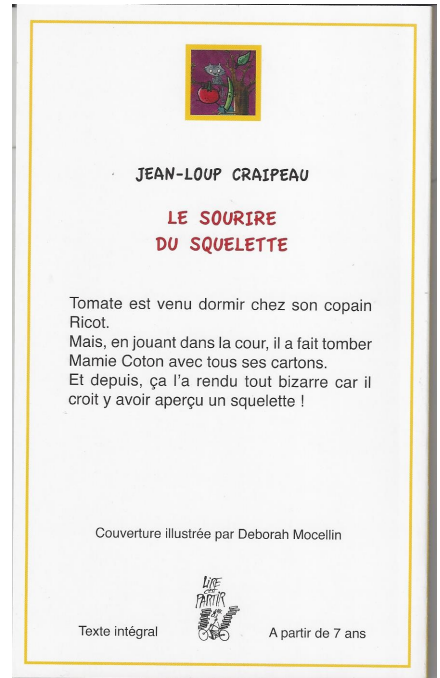 JEAN-LOUP CRAIPEAU
LE SOURIRE
DU SQUELETTE
Tomate est venu dormir chez son copain
Ricot.
Mais, en jouant dans la cour, il a fait tomber
Mamie Coton avec tous ses cartons.
Et depuis, ça l'a rendu tout bizarre car il
croit y avoir aperçu un squelette !
Couverture illustrée par Deborah Mocellin
LIRE
C'EST
PARTIR
Texte intégral
A partir de 7 ans